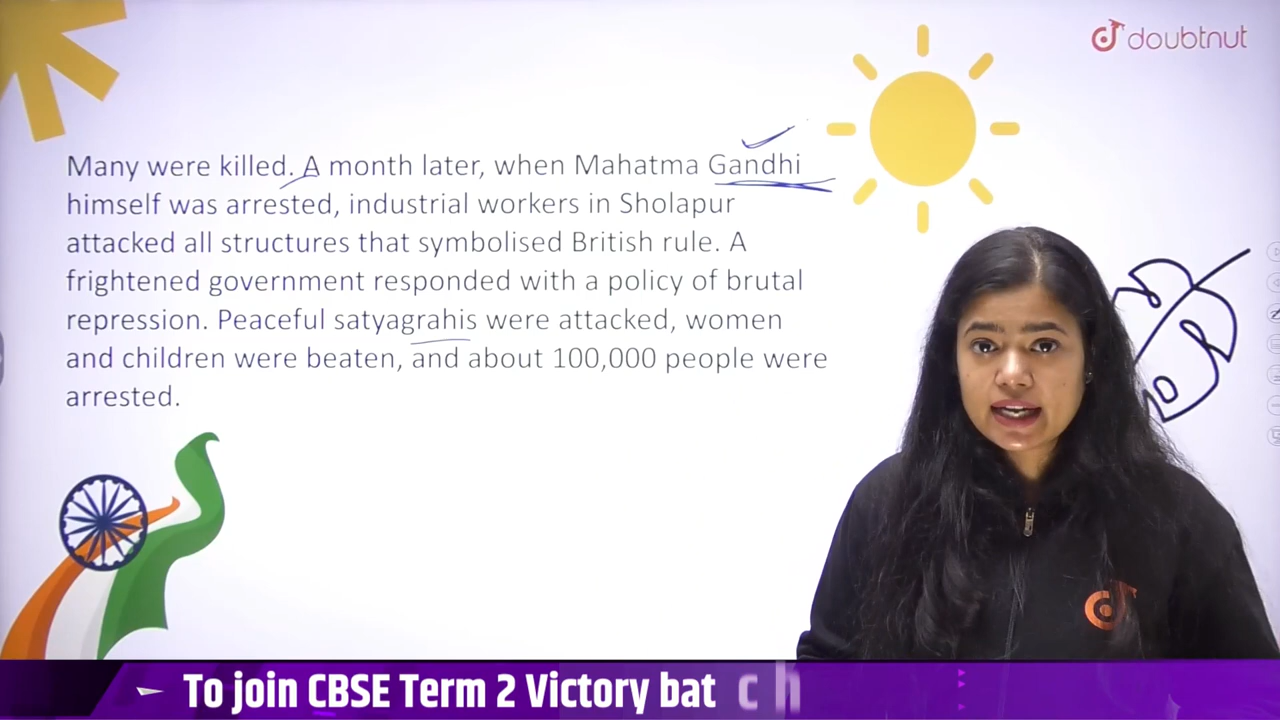 doubtnut
Many were killed. A month later, when Mahatma Gandhi
himself was arrested, industrial workers in Sholapur
attacked all structures that symbolised British rule. A
frightened government responded with a policy of brutal
repression. Peaceful satyagrahis were attacked, women
and children were beaten, and about 100,000 people were
arrested.
To join CBSE Term 2 Victory bat c h